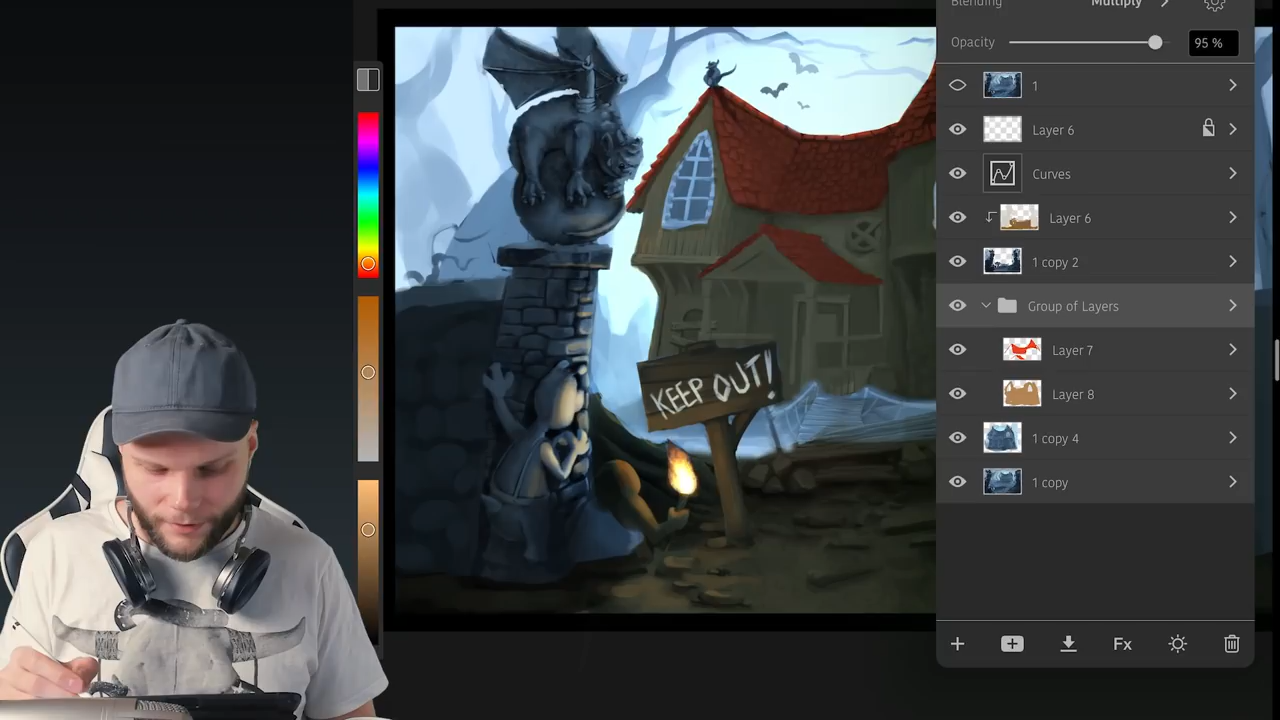 Blending Multiply
Opacity 95 %
1
Layer 6
Curves
Layer 6
1 copy 2
Group of Layers
Layer 7
Layer 8
1 copy 4
1 copy
Fx
KEEP OUT!